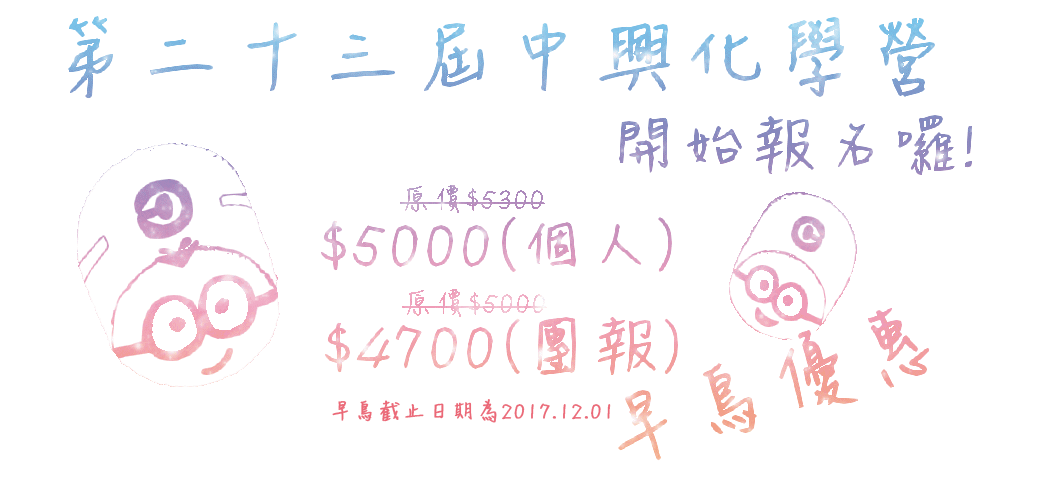 第二十三屆中興化學營
開始報名囉!
原價$5300
$5000(個人)
原價$5000
$4700(團報)
早鳥優惠
早鳥截止日期為2017.12.01